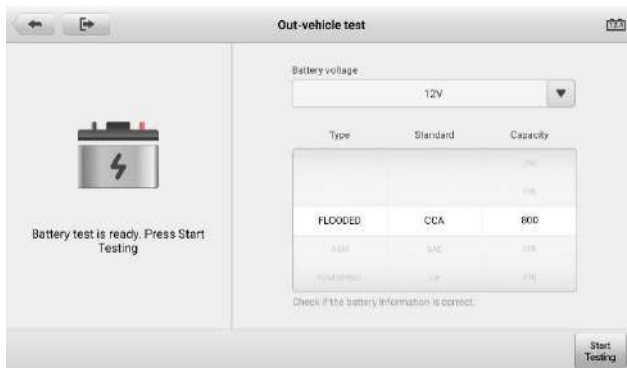 Out-vehicle test
Battery voltage
12V
Type Standard Capacity
FLOODED CCA 800
AGM SAE
Battery test is ready. Press Start
Testing
Check if the battery information is correct.
Start
Testing